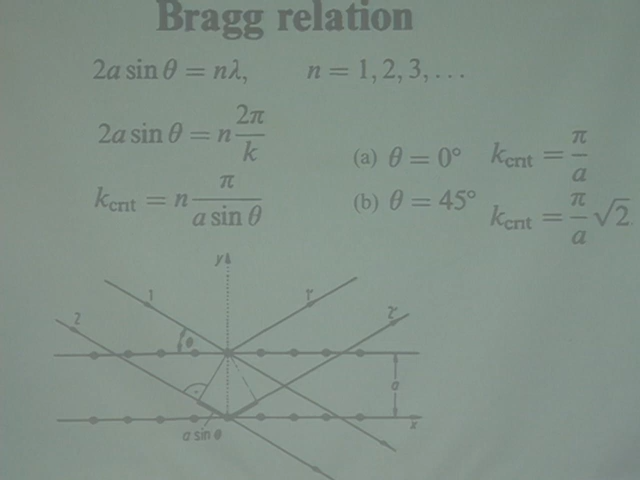 Bragg relation
2a sin θ = nλ, n = 1, 2, 3, . . .
2a sin θ = n 2π/k
(a) θ = 0° k_crit = π/a
k_crit = n π/(a sin θ)
(b) θ = 45° k_crit = π/a √2
y
1 1'
2 2'
θ
a
x
a sin θ